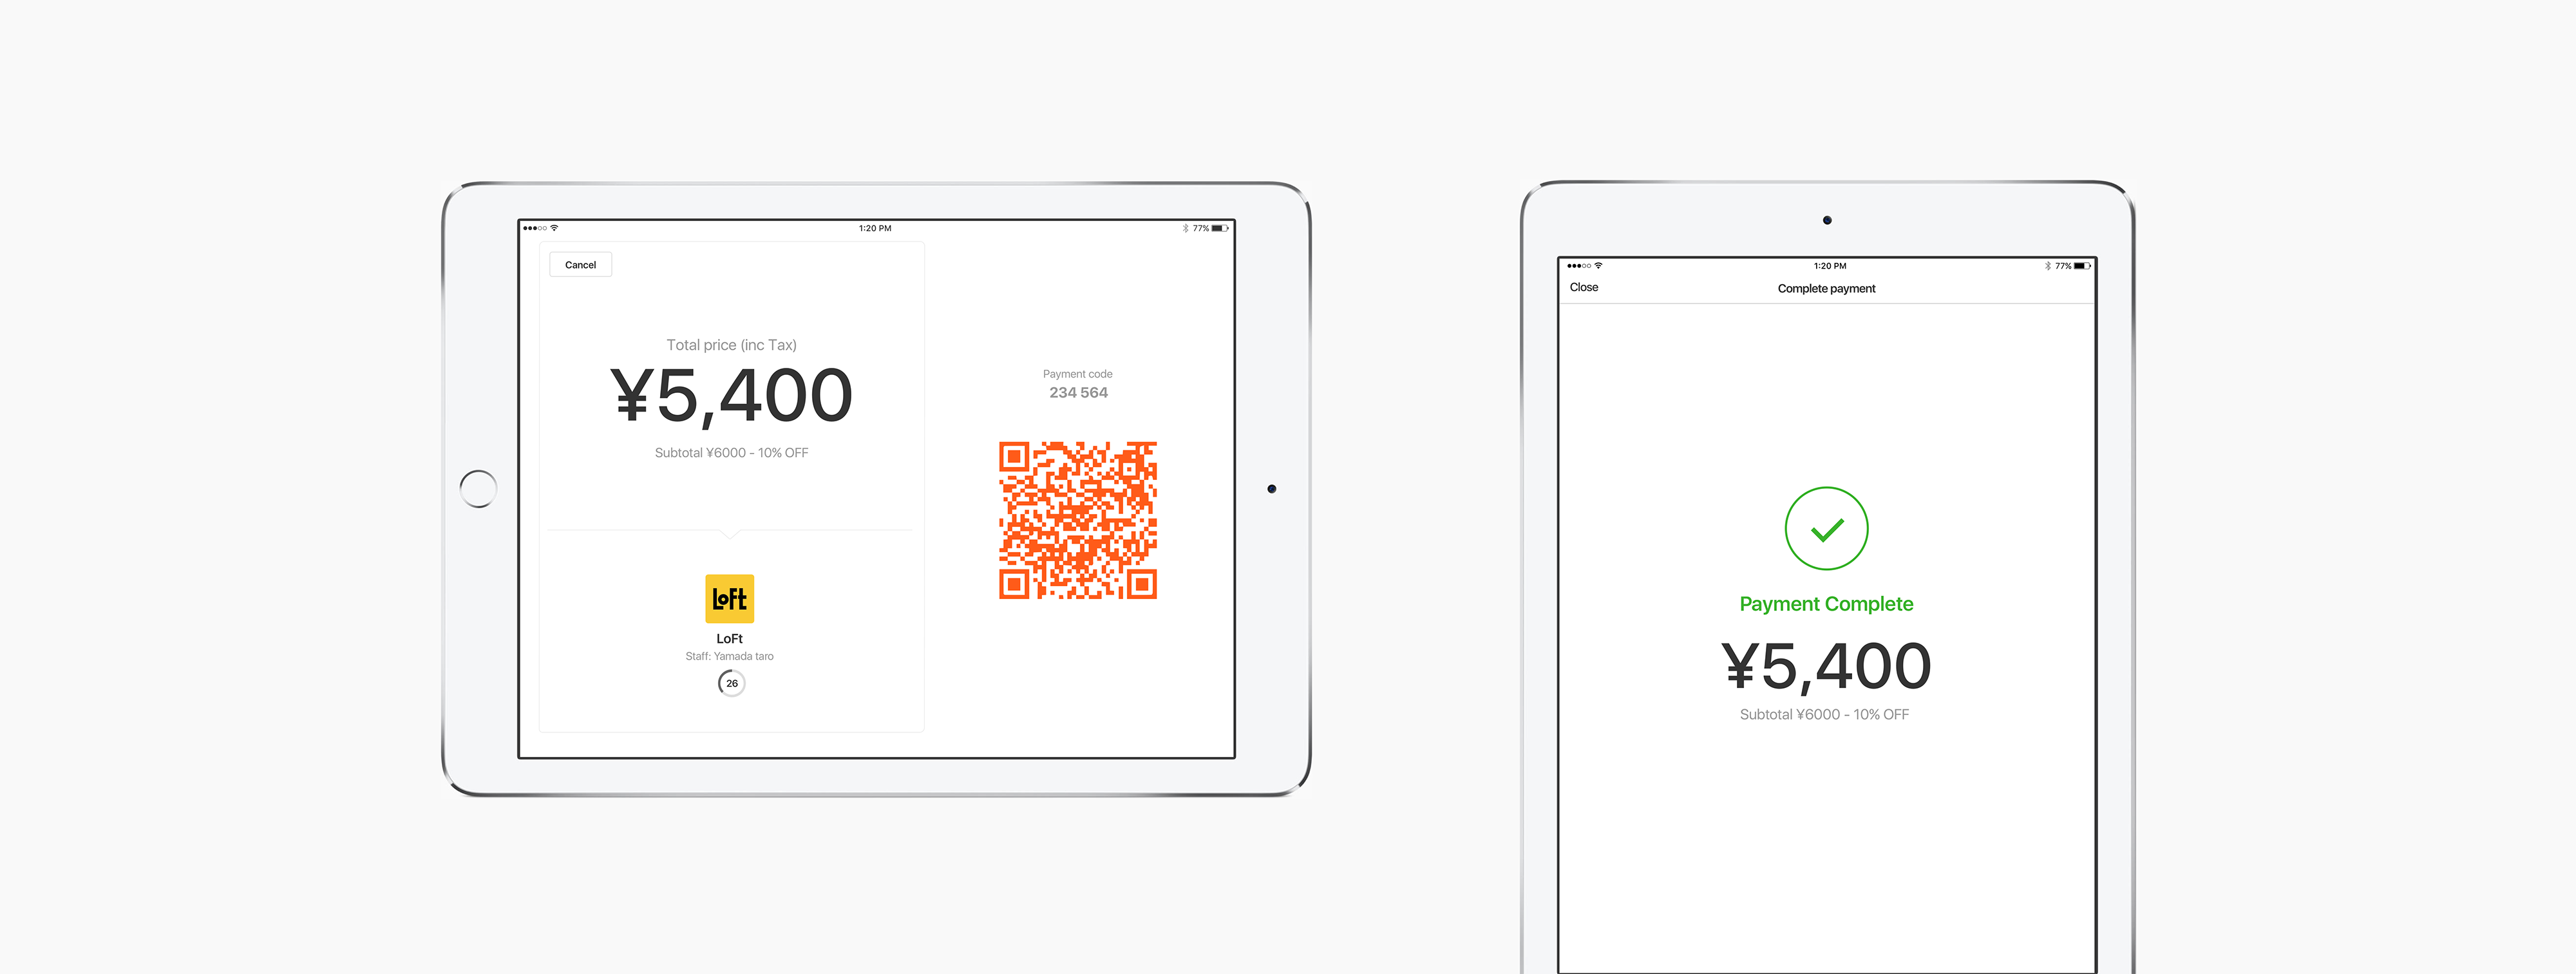 1:20 PM
77%
Cancel
Total price (inc Tax)
¥5,400
Subtotal ¥6000 - 10% OFF
LoFt
LoFt
Staff: Yamada taro
26
Payment code
234 564
1:20 PM
77%
Close
Complete payment
Payment Complete
¥5,400
Subtotal ¥6000 - 10% OFF